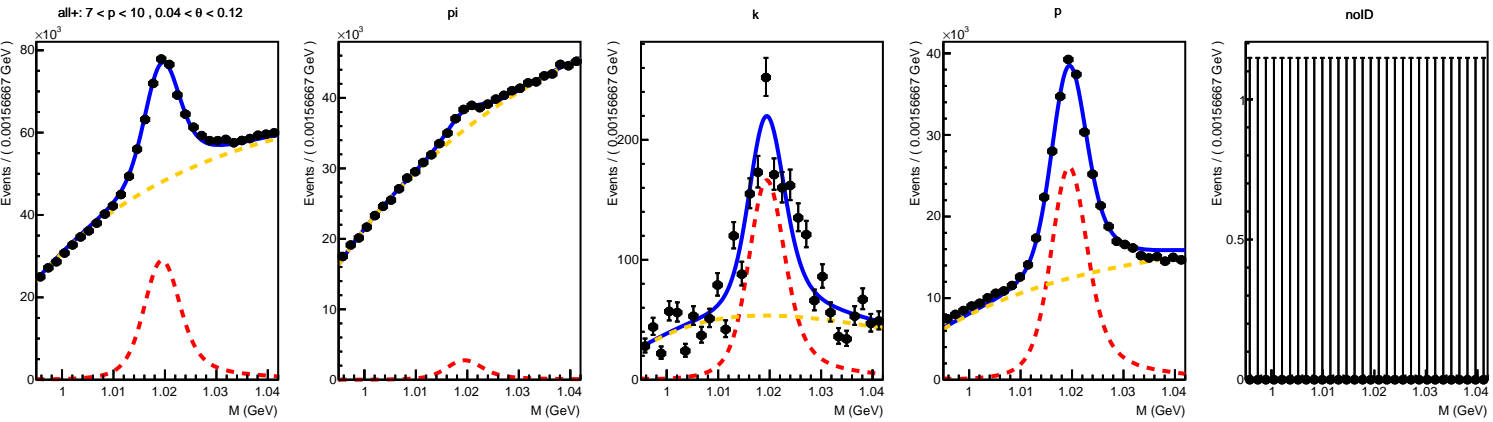 all+: 7 < p < 10 , 0.04 < θ < 0.12
×10³
Events / ( 0.00156667 GeV )
80
60
40
20
0
1 1.01 1.02 1.03 1.04
M (GeV)
pi
×10³
Events / ( 0.00156667 GeV )
40
30
20
10
0
1 1.01 1.02 1.03 1.04
M (GeV)
k
Events / ( 0.00156667 GeV )
200
100
0
1 1.01 1.02 1.03 1.04
M (GeV)
p
×10³
Events / ( 0.00156667 GeV )
40
30
20
10
0
1 1.01 1.02 1.03 1.04
M (GeV)
noID
Events / ( 0.00156667 GeV )
1
0.5
0
1 1.01 1.02 1.03 1.04
M (GeV)